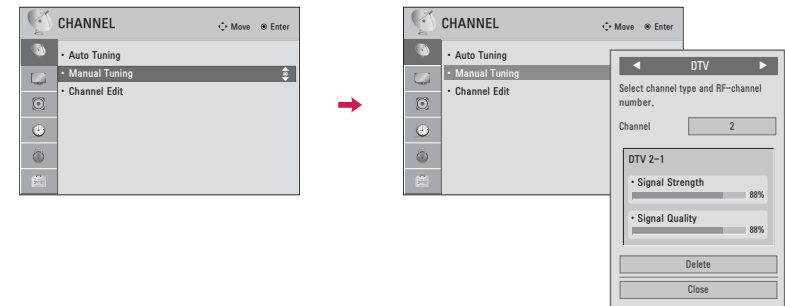 CHANNEL
Move Enter
• Auto Tuning
• Manual Tuning
• Channel Edit
CHANNEL
Move Enter
• Auto Tuning
• Manual Tuning
• Channel Edit
◀ DTV ▶
Select channel type and RF-channel
number.
Channel 2
DTV 2-1
• Signal Strength
88%
• Signal Quality
88%
Delete
Close